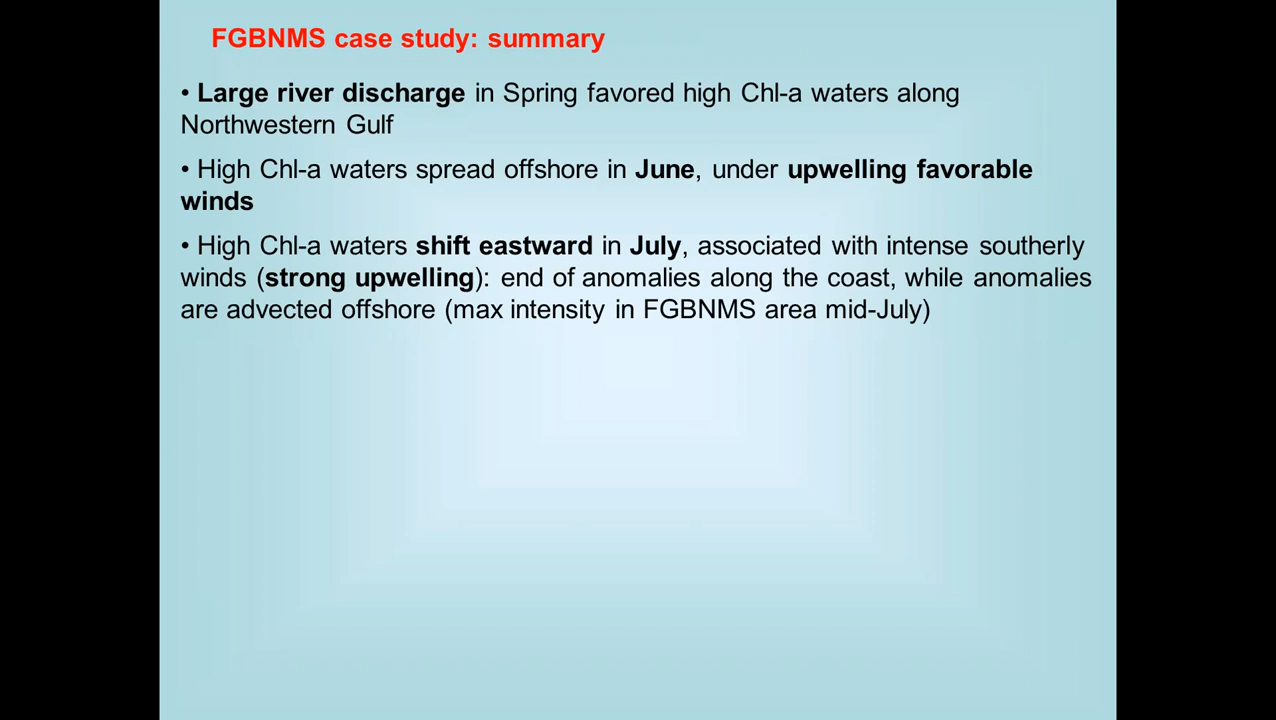 FGBNMS case study: summary
• Large river discharge in Spring favored high Chl-a waters along
Northwestern Gulf
• High Chl-a waters spread offshore in June, under upwelling favorable
winds
• High Chl-a waters shift eastward in July, associated with intense southerly
winds (strong upwelling): end of anomalies along the coast, while anomalies
are advected offshore (max intensity in FGBNMS area mid-July)